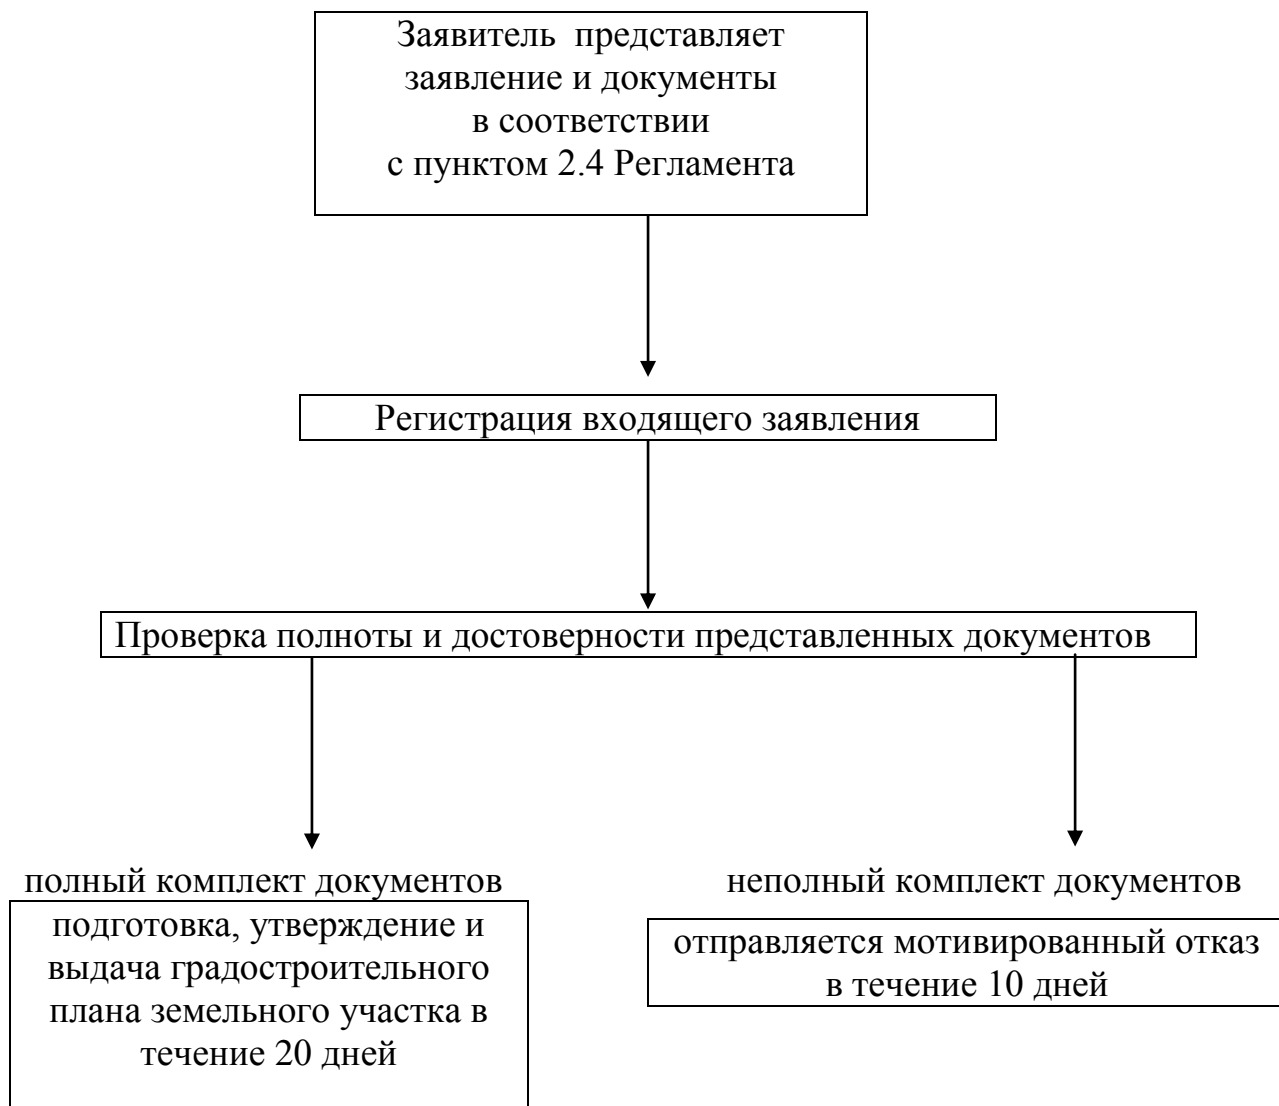 Заявитель  представляет
заявление и документы
в соответствии
с пунктом 2.4 Регламента
Регистрация входящего заявления
Проверка полноты и достоверности представленных документов
полный комплект документов
подготовка, утверждение и
выдача градостроительного
плана земельного участка в
течение 20 дней
неполный комплект документов
отправляется мотивированный отказ
в течение 10 дней